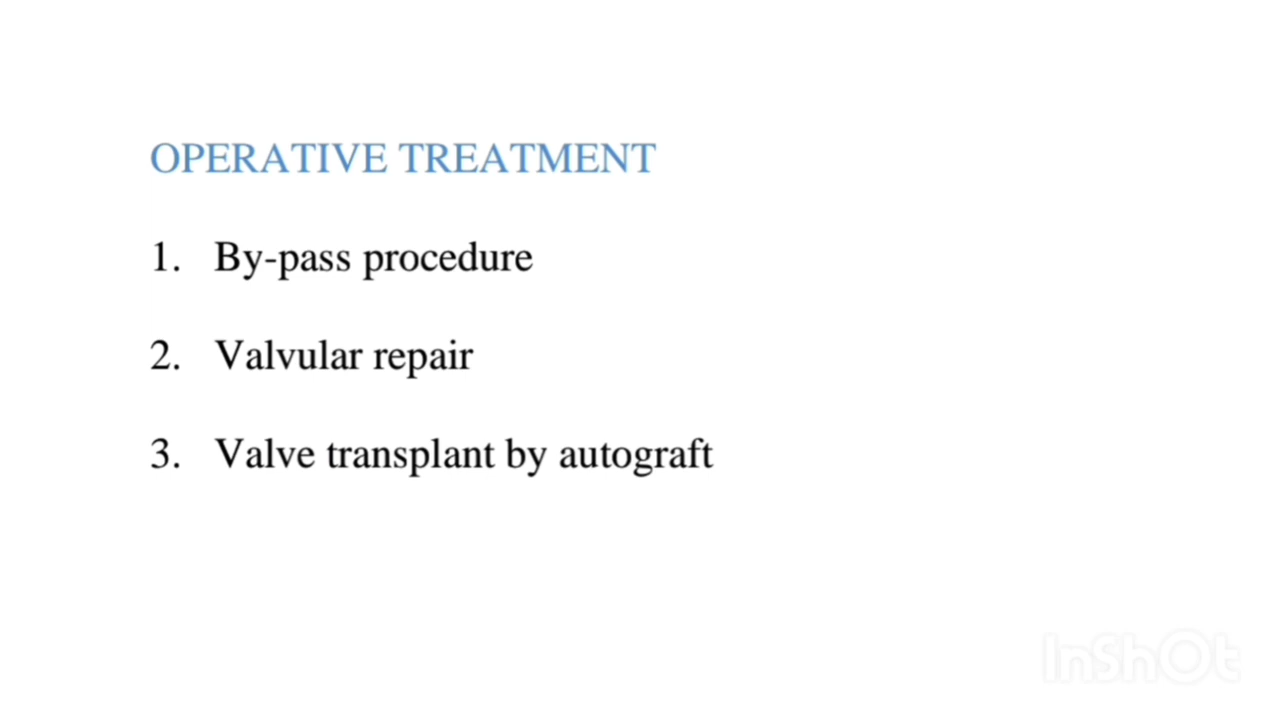 OPERATIVE TREATMENT
1. By-pass procedure
2. Valvular repair
3. Valve transplant by autograft
InShOt